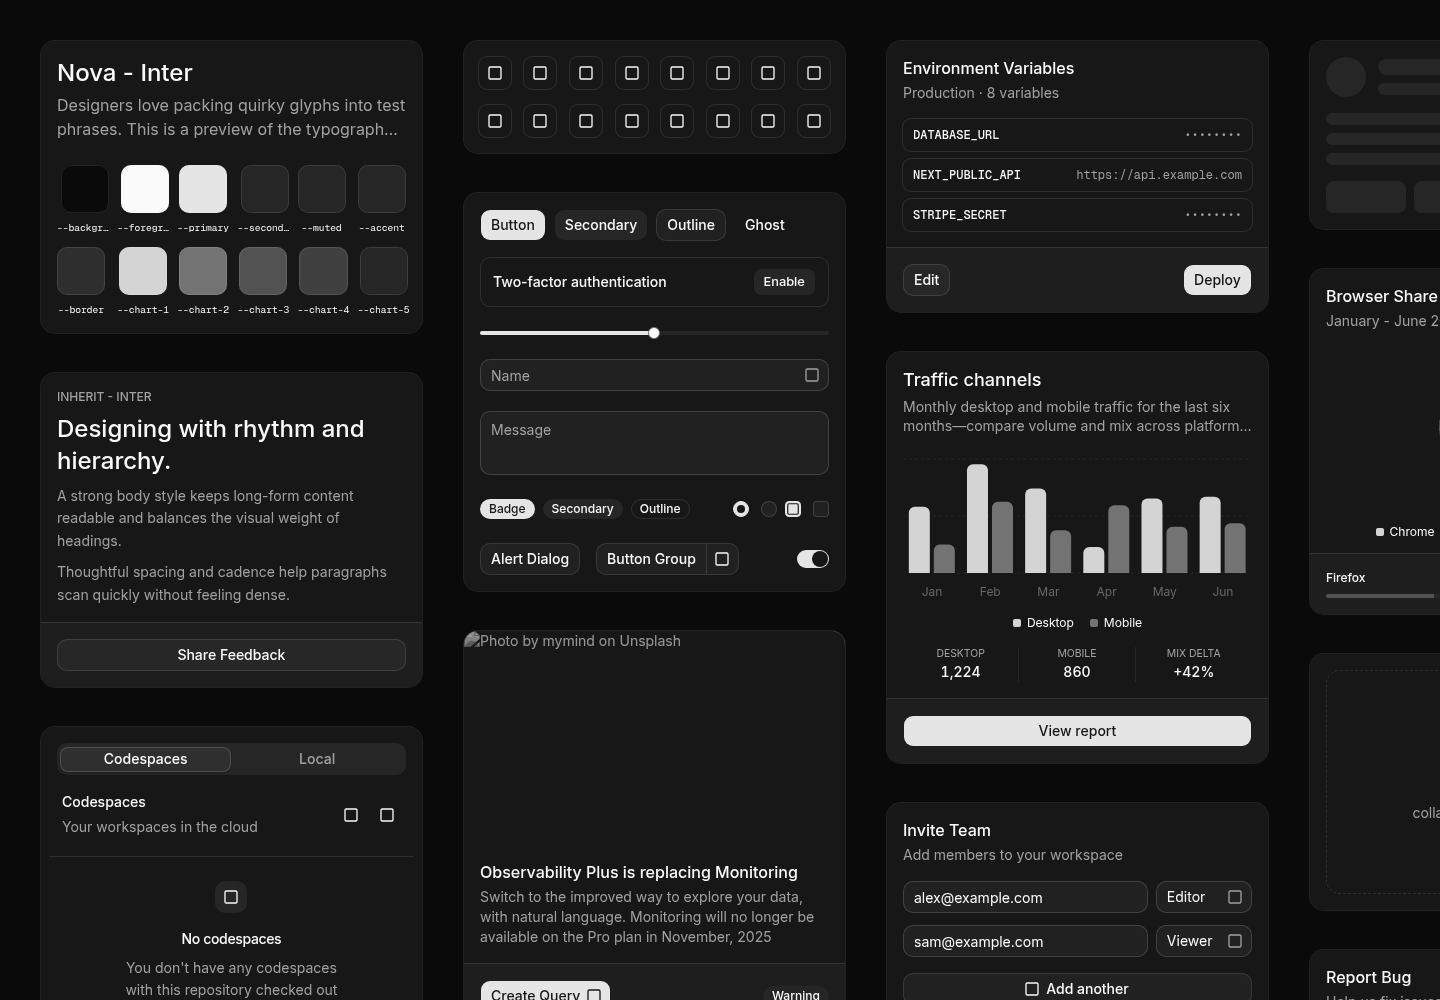 Nova - Inter
Designers love packing quirky glyphs into test
phrases. This is a preview of the typograph...
--backgr… --foregr… --primary --second… --muted --accent
--border --chart-1 --chart-2 --chart-3 --chart-4 --chart-5
INHERIT - INTER
Designing with rhythm and
hierarchy.
A strong body style keeps long-form content
readable and balances the visual weight of
headings.
Thoughtful spacing and cadence help paragraphs
scan quickly without feeling dense.
Share Feedback
Codespaces Local
Codespaces
Your workspaces in the cloud
No codespaces
You don't have any codespaces
with this repository checked out
Button Secondary Outline Ghost
Two-factor authentication Enable
Name
Message
Badge Secondary Outline
Alert Dialog Button Group
Photo by mymind on Unsplash
Observability Plus is replacing Monitoring
Switch to the improved way to explore your data,
with natural language. Monitoring will no longer be
available on the Pro plan in November, 2025
Create Query Warning
Environment Variables
Production · 8 variables
DATABASE_URL ••••••••
NEXT_PUBLIC_API https://api.example.com
STRIPE_SECRET ••••••••
Edit Deploy
Traffic channels
Monthly desktop and mobile traffic for the last six
months—compare volume and mix across platform...
Jan Feb Mar Apr May Jun
Desktop Mobile
DESKTOP MOBILE MIX DELTA
1,224 860 +42%
View report
Invite Team
Add members to your workspace
alex@example.com Editor
sam@example.com Viewer
Add another
Browser Share
January - June 2
Chrome
Firefox
colla
Report Bug